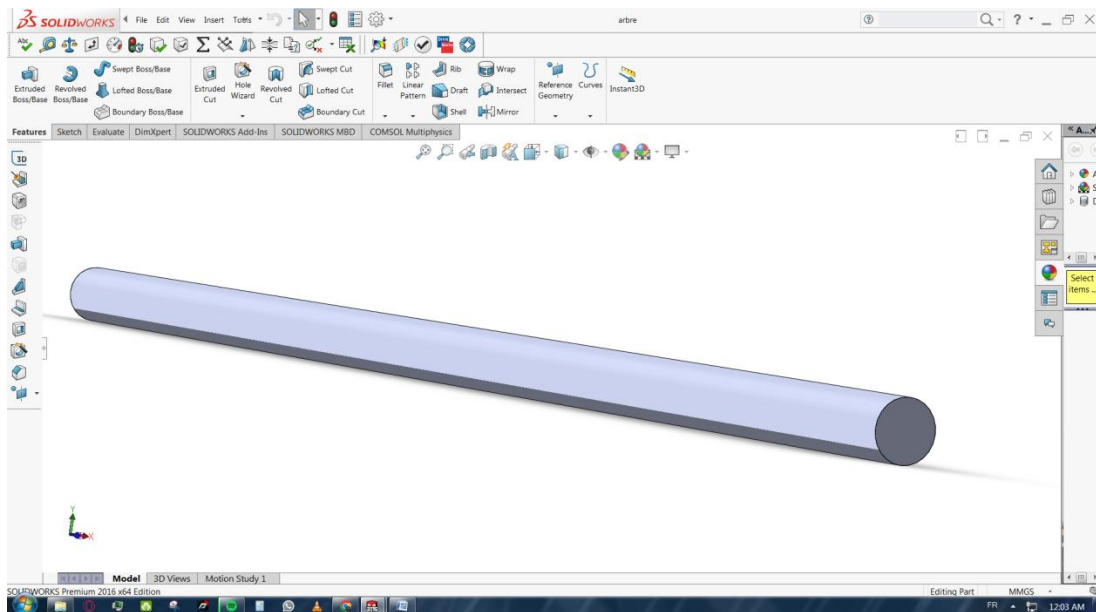 SOLIDWORKS File Edit View Insert Tools arbre
Extruded Boss/Base Revolved Boss/Base Swept Boss/Base Lofted Boss/Base Boundary Boss/Base Extruded Cut Hole Wizard Revolved Cut Swept Cut Lofted Cut Boundary Cut Fillet Linear Pattern Rib Draft Shell Wrap Intersect Mirror Reference Geometry Curves Instant3D
Features Sketch Evaluate DimXpert SOLIDWORKS Add-Ins SOLIDWORKS MBD COMSOL Multiphysics
3D
Select
items ..
Y
X
Model 3D Views Motion Study 1
SOLIDWORKS Premium 2016 x64 Edition Editing Part MMGS
FR 12:03 AM